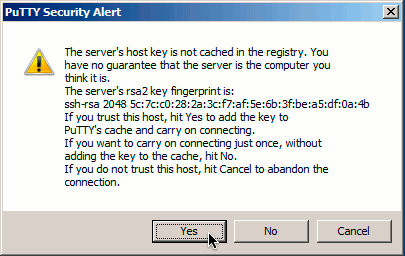 PuTTY Security Alert
The server's host key is not cached in the registry. You
have no guarantee that the server is the computer you
think it is.
The server's rsa2 key fingerprint is:
ssh-rsa 2048 5c:7c:c0:28:2a:3c:f7:af:5e:6b:3f:be:a5:df:0a:4b
If you trust this host, hit Yes to add the key to
PuTTY's cache and carry on connecting.
If you want to carry on connecting just once, without
adding the key to the cache, hit No.
If you do not trust this host, hit Cancel to abandon the
connection.
Yes No Cancel